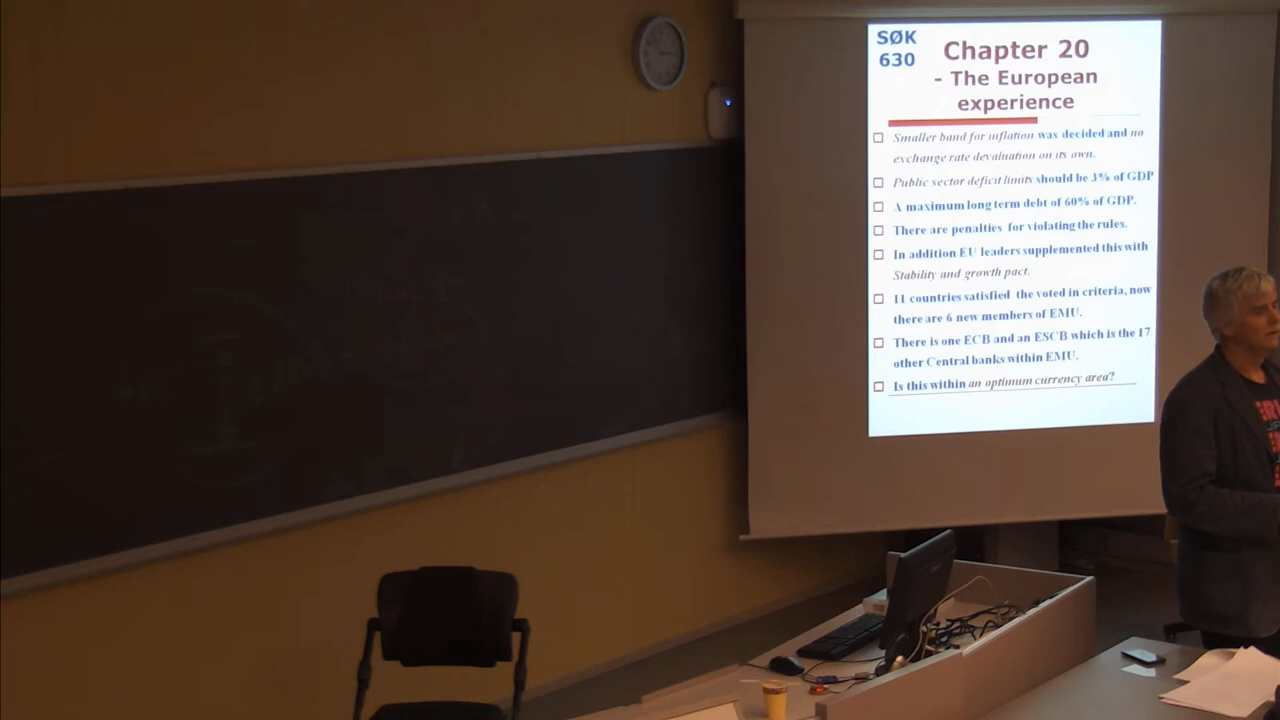 SØK
630
Chapter 20
- The European
experience
Smaller band for inflation was decided and no
exchange rate devaluation on its own.
Public sector deficit limits should be 3% of GDP
A maximum long term debt of 60% of GDP.
There are penalties for violating the rules.
In addition EU leaders supplemented this with
Stability and growth pact.
11 countries satisfied the voted in criteria, now
there are 6 new members of EMU.
There is one ECB and an ESCB which is the 17
other Central banks within EMU.
Is this within an optimum currency area?